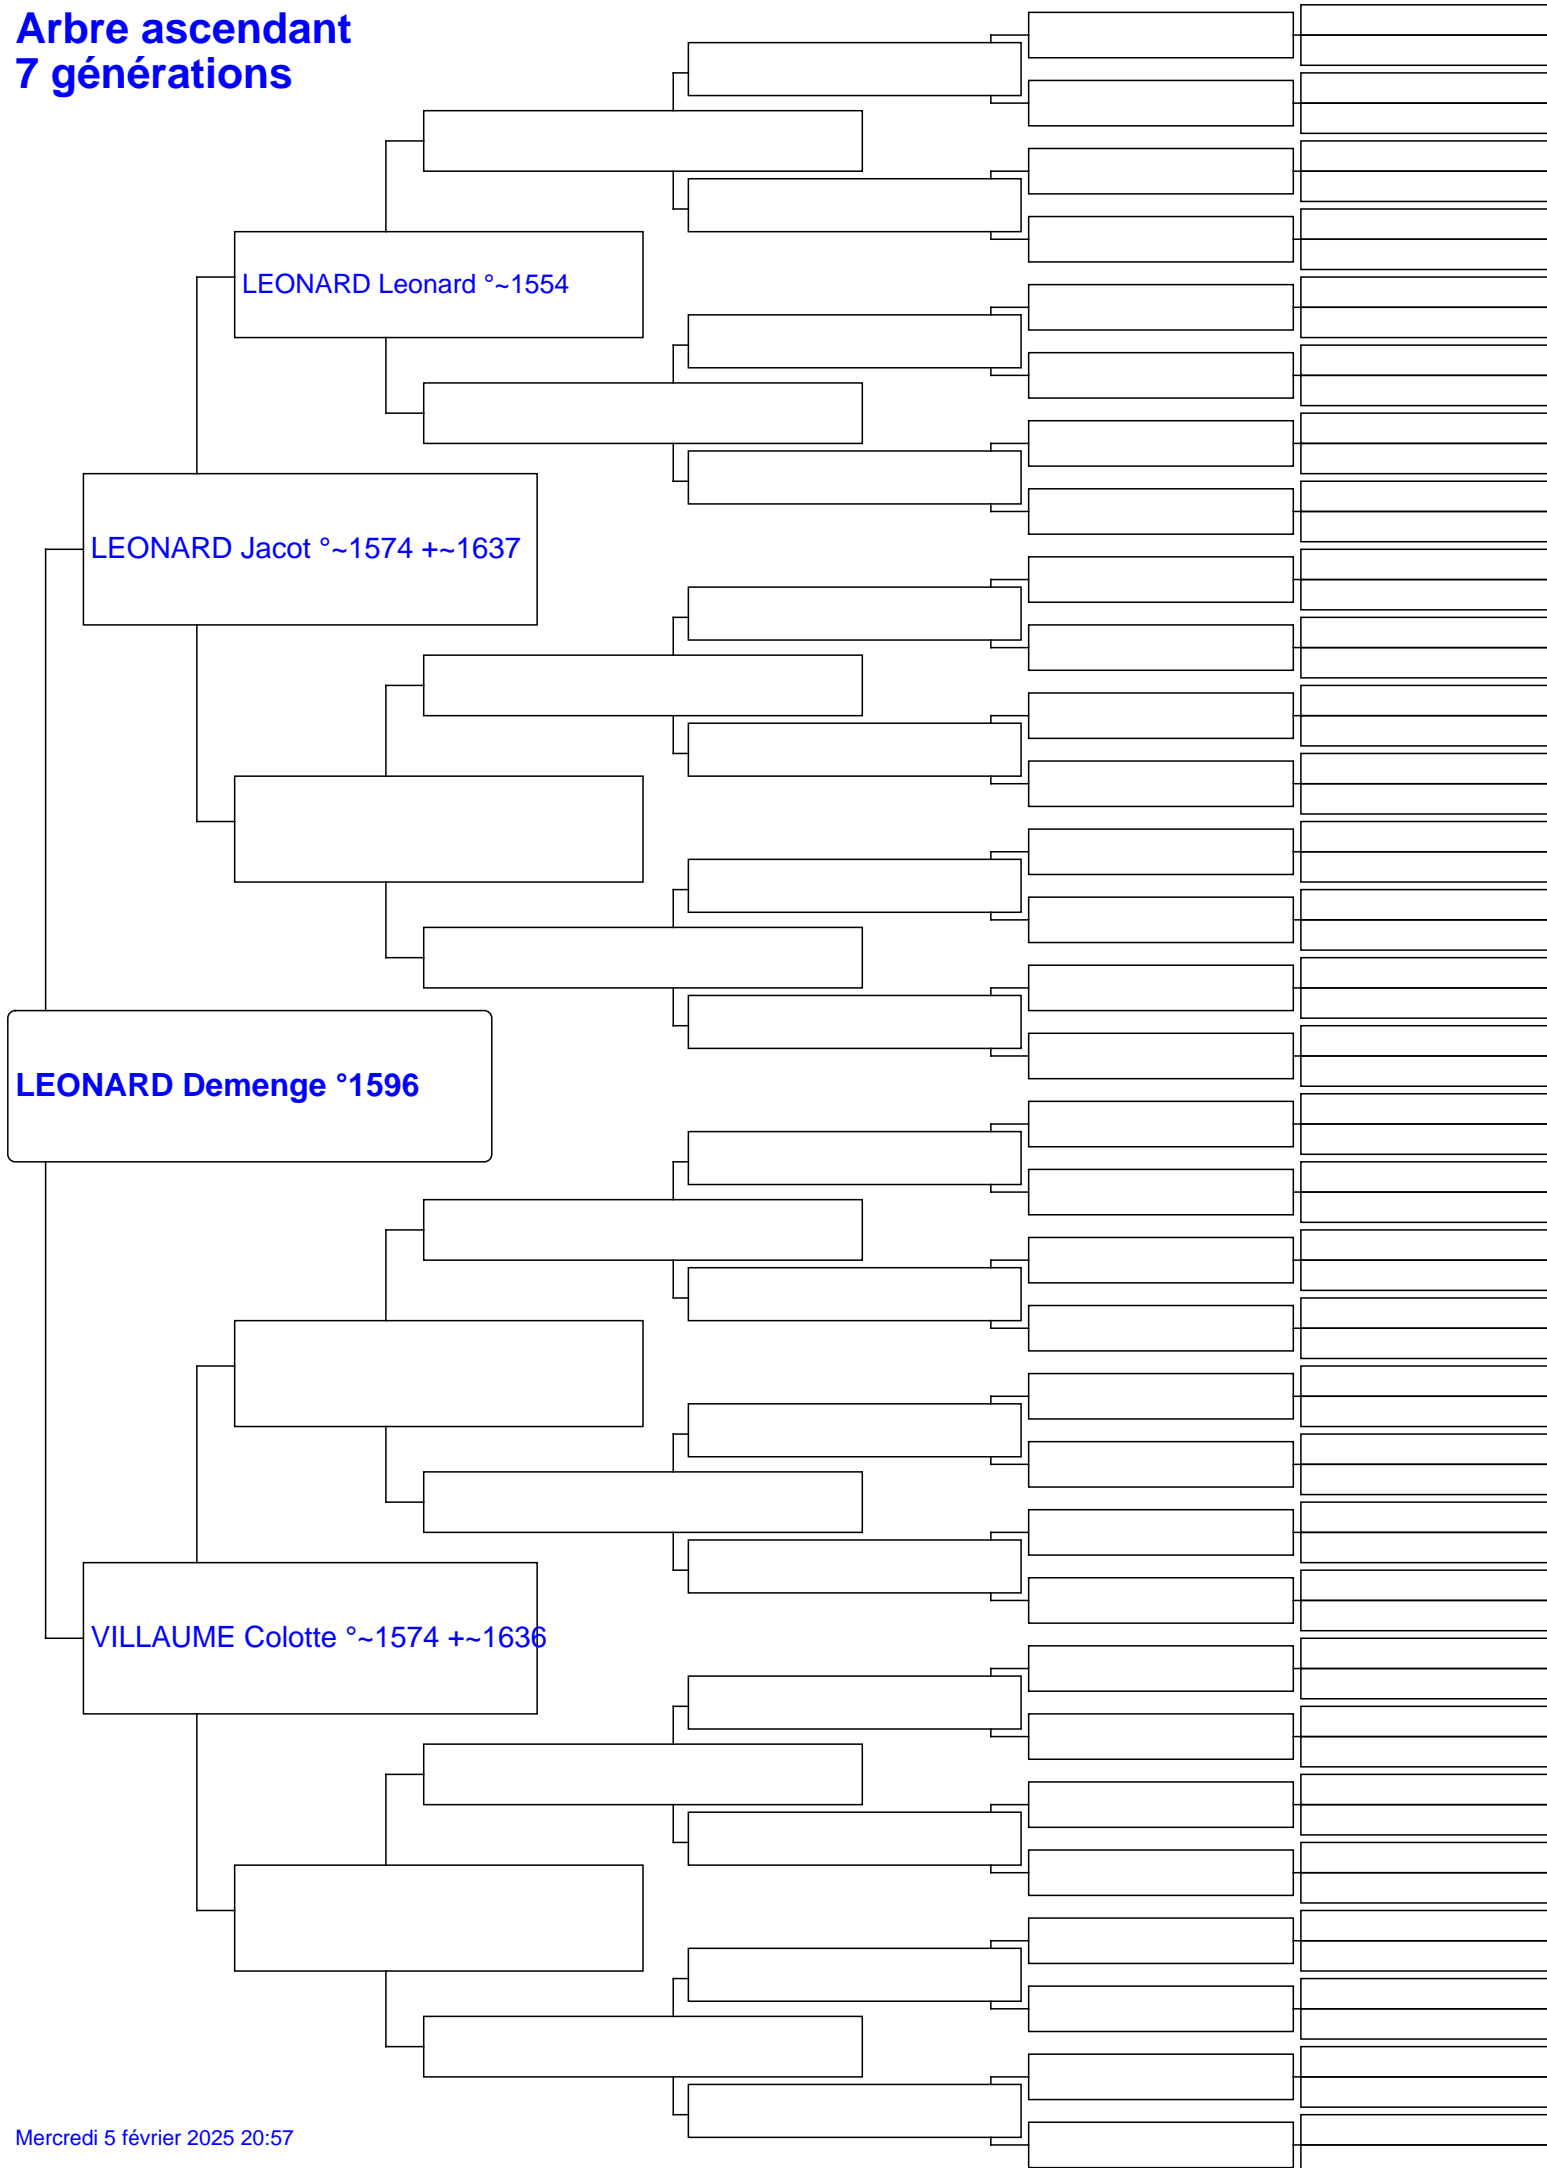 Arbre ascendant
7 générations
LEONARD Leonard °~1554
LEONARD Jacot °~1574 +~1637
LEONARD Demenge °1596
VILLAUME Colotte °~1574 +~1636
Mercredi 5 février 2025 20:57